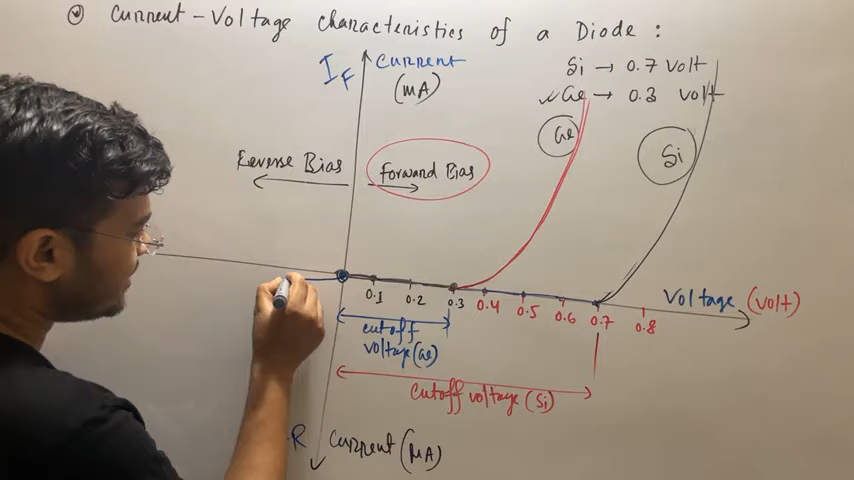 Current-Voltage Characteristics of a Diode :
IF Current
(mA)
Si → 0.7 Volt
✓ Ge → 0.3 volt
Ge
Si
Reverse Bias
Forward Bias
0.1 0.2 0.3 0.4 0.5 0.6 0.7 0.8
Voltage (volt)
cutoff
voltage(Ge)
Cutoff voltage (Si)
R Current (μA)